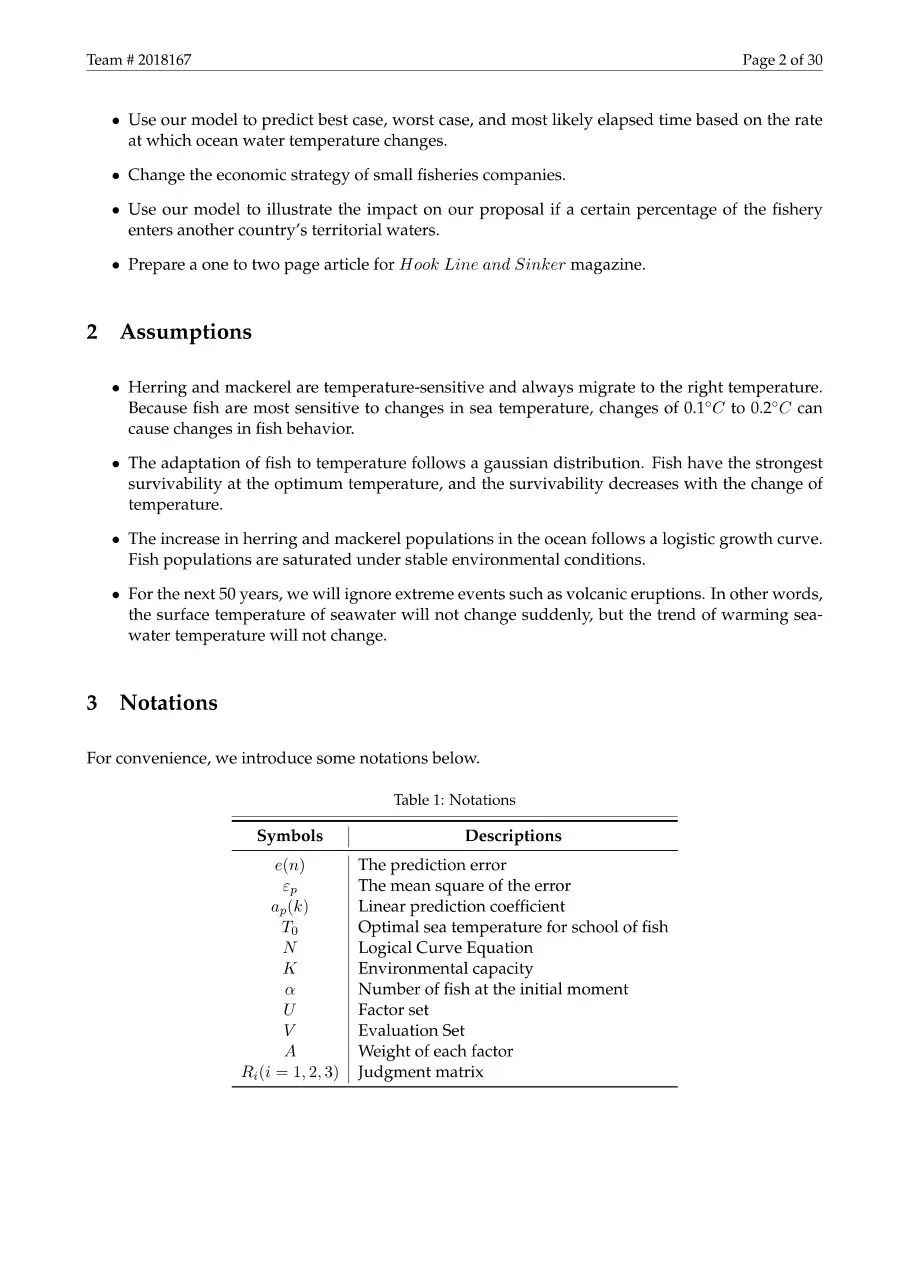 Team # 2018167 Page 2 of 30
• Use our model to predict best case, worst case, and most likely elapsed time based on the rate
at which ocean water temperature changes.
• Change the economic strategy of small fisheries companies.
• Use our model to illustrate the impact on our proposal if a certain percentage of the fishery
enters another country's territorial waters.
• Prepare a one to two page article for Hook Line and Sinker magazine.
2 Assumptions
• Herring and mackerel are temperature-sensitive and always migrate to the right temperature.
Because fish are most sensitive to changes in sea temperature, changes of 0.1°C to 0.2°C can
cause changes in fish behavior.
• The adaptation of fish to temperature follows a gaussian distribution. Fish have the strongest
survivability at the optimum temperature, and the survivability decreases with the change of
temperature.
• The increase in herring and mackerel populations in the ocean follows a logistic growth curve.
Fish populations are saturated under stable environmental conditions.
• For the next 50 years, we will ignore extreme events such as volcanic eruptions. In other words,
the surface temperature of seawater will not change suddenly, but the trend of warming sea-
water temperature will not change.
3 Notations
For convenience, we introduce some notations below.
Table 1: Notations
Symbols Descriptions
e(n) The prediction error
εp The mean square of the error
ap(k) Linear prediction coefficient
T0 Optimal sea temperature for school of fish
N Logical Curve Equation
K Environmental capacity
α Number of fish at the initial moment
U Factor set
V Evaluation Set
A Weight of each factor
Ri(i = 1, 2, 3) Judgment matrix